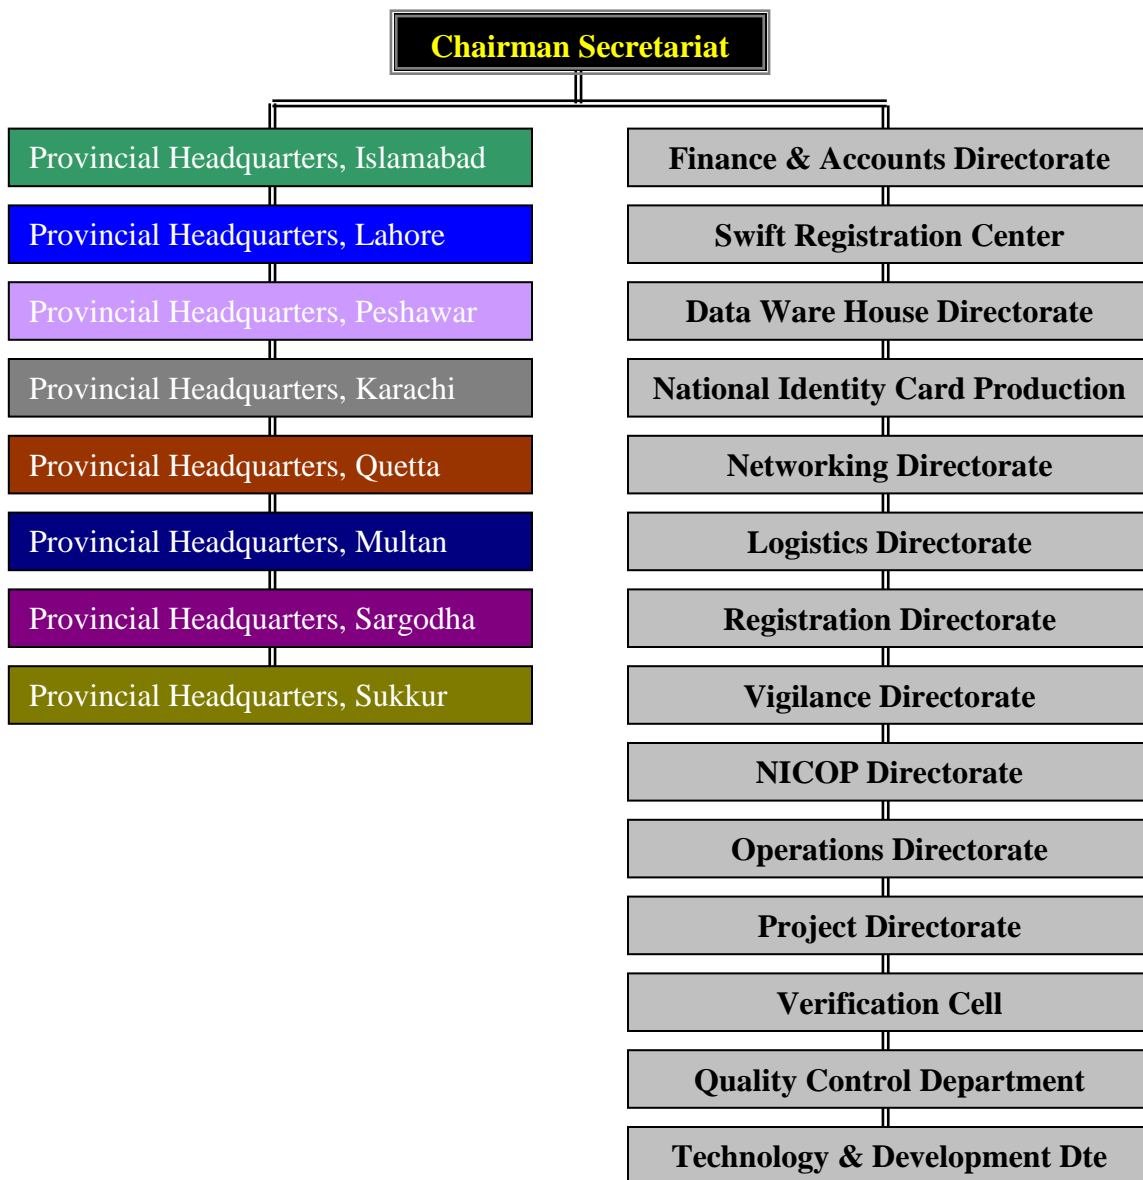 Chairman Secretariat
Provincial Headquarters, Islamabad
Provincial Headquarters, Lahore
Provincial Headquarters, Peshawar
Provincial Headquarters, Karachi
Provincial Headquarters, Quetta
Provincial Headquarters, Multan
Provincial Headquarters, Sargodha
Provincial Headquarters, Sukkur
Finance & Accounts Directorate
Swift Registration Center
Data Ware House Directorate
National Identity Card Production
Networking Directorate
Logistics Directorate
Registration Directorate
Vigilance Directorate
NICOP Directorate
Operations Directorate
Project Directorate
Verification Cell
Quality Control Department
Technology & Development Dte